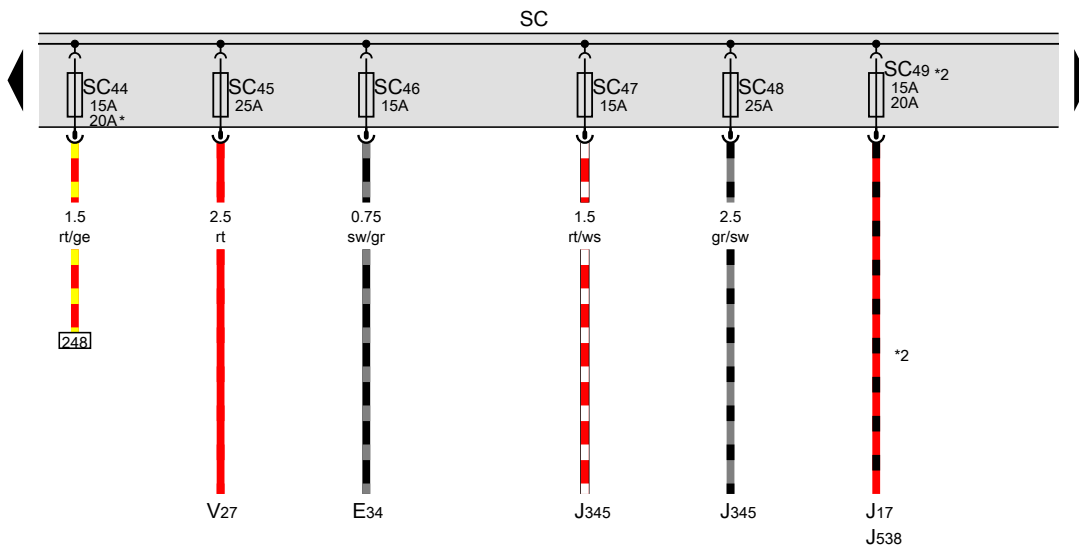 SC
SC44
15A
20A*
SC45
25A
SC46
15A
SC47
15A
SC48
25A
SC49 *2
15A
20A
1.5
rt/ge
2.5
rt
0.75
sw/gr
1.5
rt/ws
2.5
gr/sw
248
*2
V27
E34
J345
J345
J17
J538